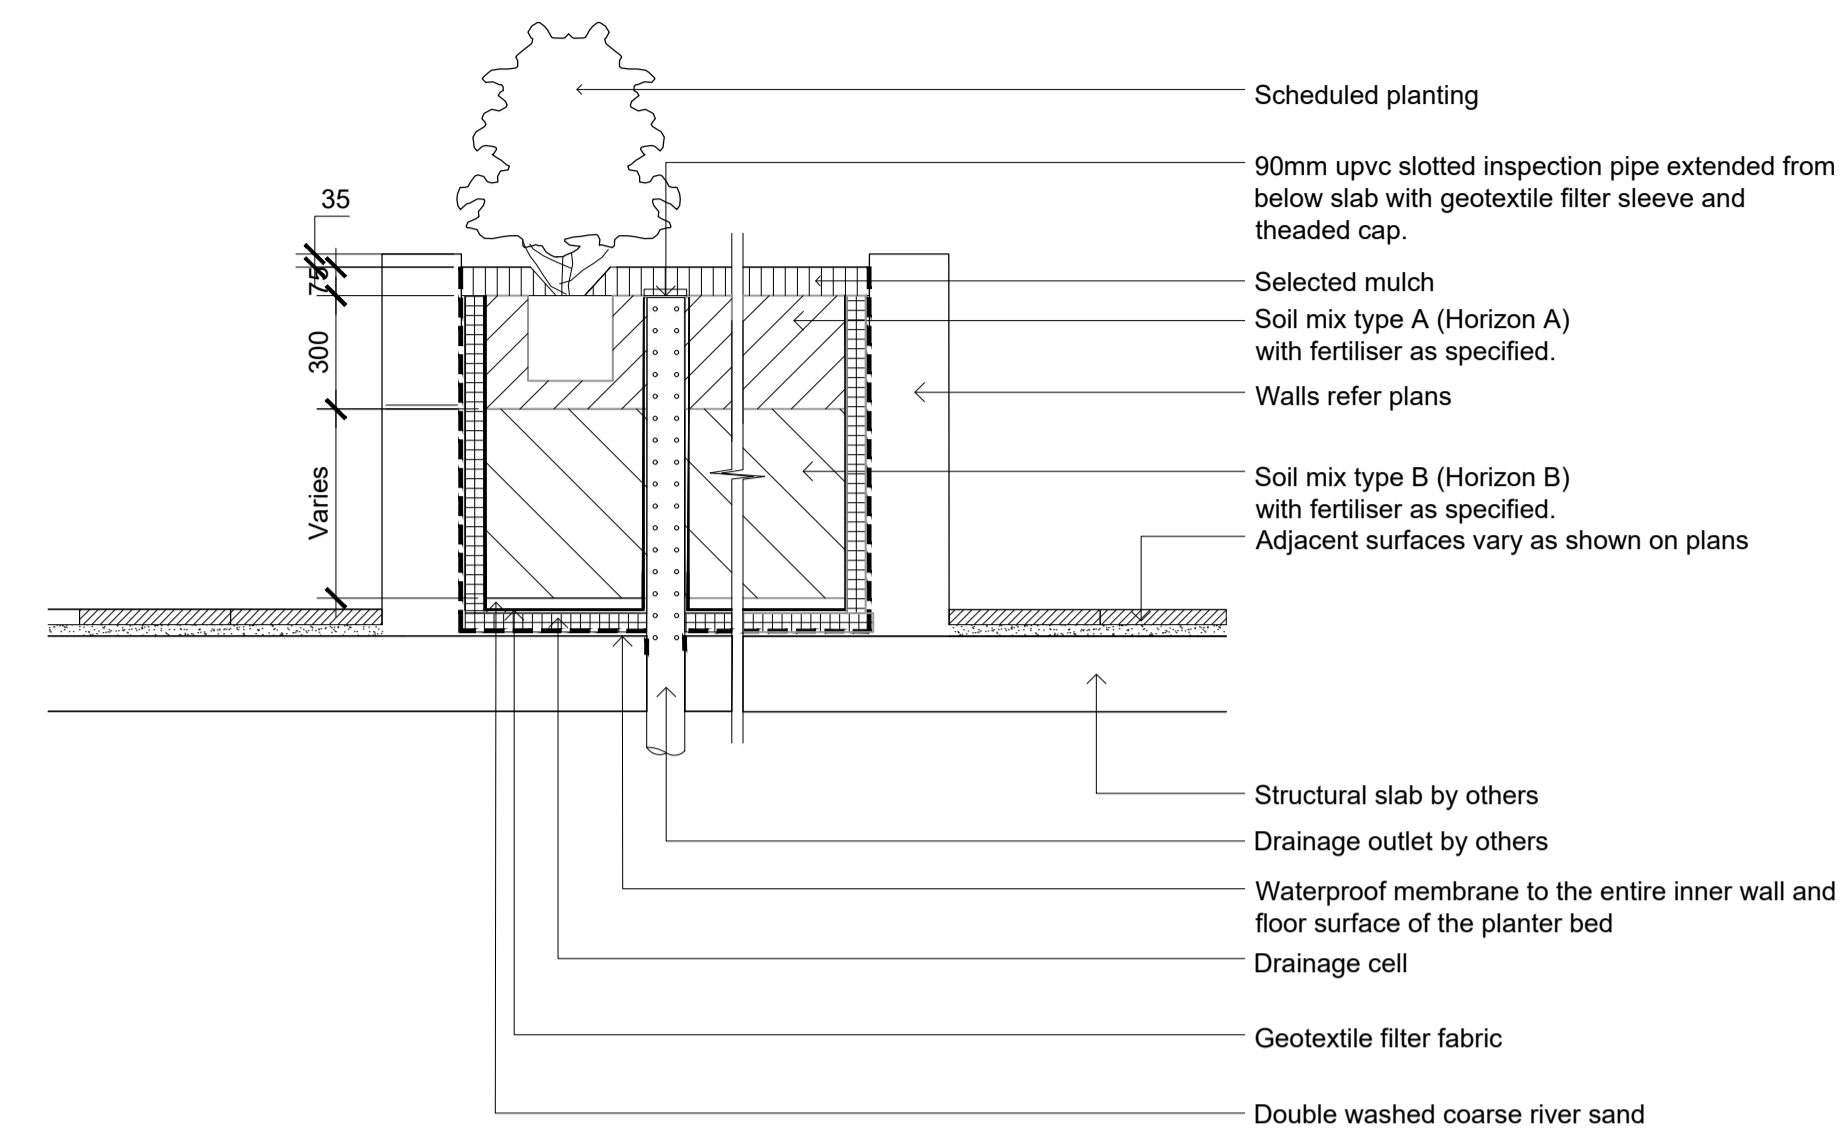 Scheduled planting
90mm upvc slotted inspection pipe extended from
below slab with geotextile filter sleeve and
theaded cap.
35
75
Selected mulch
Soil mix type A (Horizon A)
with fertiliser as specified.
300
Walls refer plans
Varies
Soil mix type B (Horizon B)
with fertiliser as specified.
Adjacent surfaces vary as shown on plans
Structural slab by others
Drainage outlet by others
Waterproof membrane to the entire inner wall and
floor surface of the planter bed
Drainage cell
Geotextile filter fabric
Double washed coarse river sand